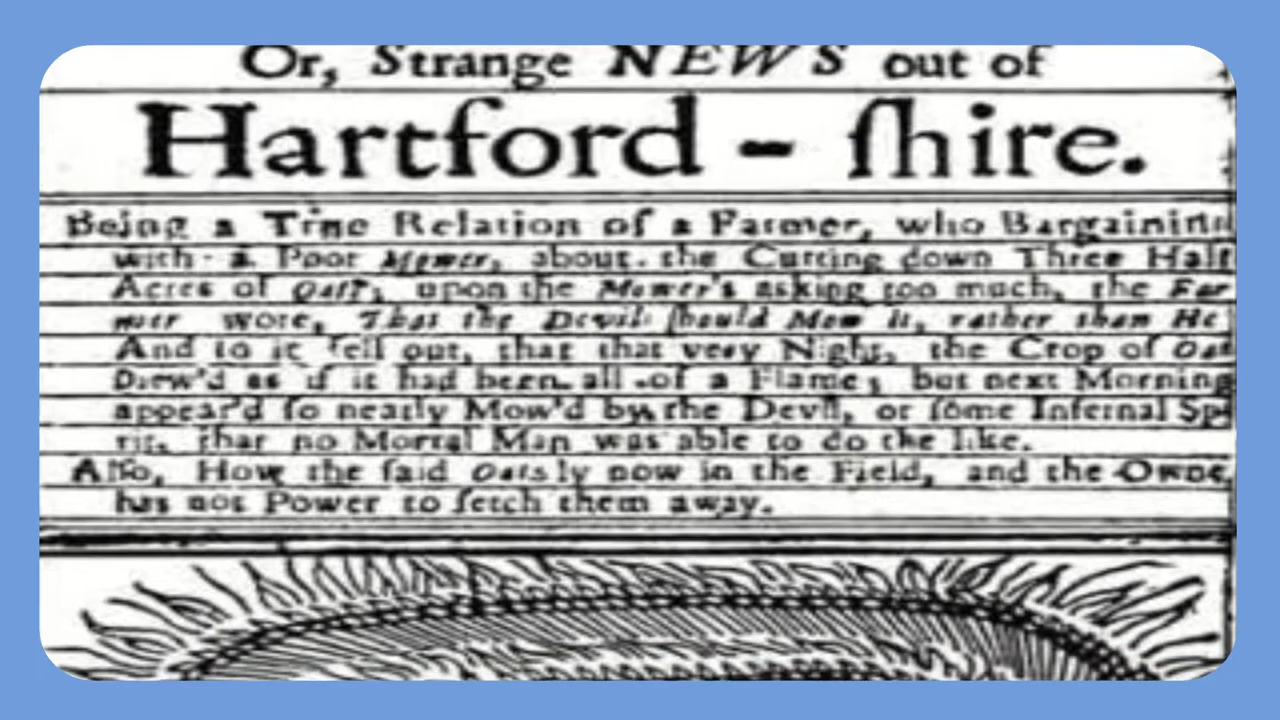 Or, Strange NEWS out of
Hartford - ſhire.
Being a True Relation of a Farmer, who Bargaining
with a Poor Mower, about the Cutting down Three Half
Acres of Oats, upon the Mower's asking too much, the Far
mer swore, That the Devil ſhould Mow it, rather than He
And ſo it fell out, that that very Night, the Crop of Oat
ſhew'd as if it had been all of a Flame; but next Morning
appear'd ſo neatly Mow'd by the Devil, or ſome Infernal Spi
rit, that no Mortal Man was able to do the like.
Alſo, How the ſaid Oats ly now in the Field, and the Owne
has not Power to fetch them away.